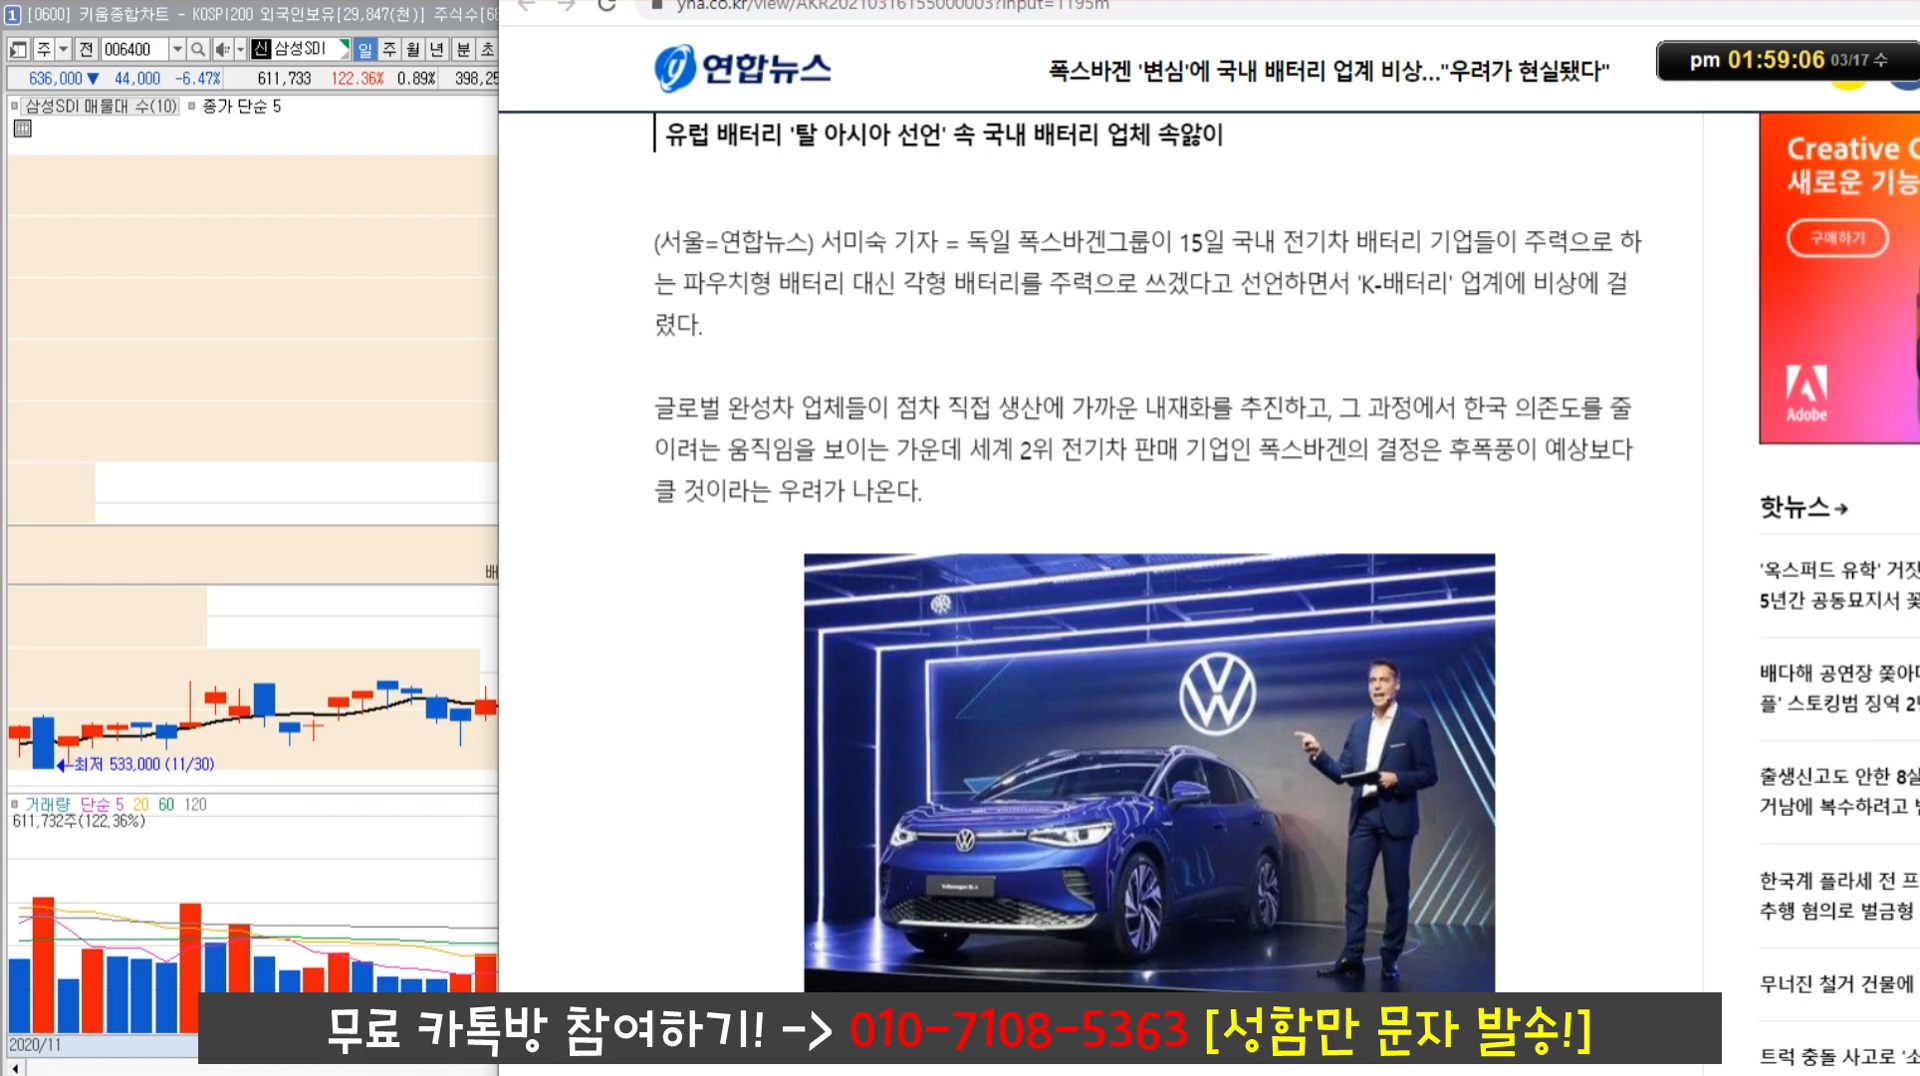 1 [0600] 키움종합차트 - KOSPI200 외국인보유[29,847(천)] 주식수[68
주 전 006400 신 삼성SDI 일 주 월 년 분 초
636,000 ▼ 44,000 -6.47% 611,733 122.36% 0.89% 398,25
삼성SDI 매물대 수(10) 종가 단순 5
배
최저 533,000 (11/30)
거래량 단순 5 20 60 120
611,732주(122,36%)
2020/11
yna.co.kr/view/AKR20210316155000003?input=1195m
연합뉴스
폭스바겐 '변심'에 국내 배터리 업계 비상..."우려가 현실됐다"
pm 01:59:06 03/17 수
유럽 배터리 '탈 아시아 선언' 속 국내 배터리 업체 속앓이
(서울=연합뉴스) 서미숙 기자 = 독일 폭스바겐그룹이 15일 국내 전기차 배터리 기업들이 주력으로 하
는 파우치형 배터리 대신 각형 배터리를 주력으로 쓰겠다고 선언하면서 'K-배터리' 업계에 비상에 걸
렸다.
글로벌 완성차 업체들이 점차 직접 생산에 가까운 내재화를 추진하고, 그 과정에서 한국 의존도를 줄
이려는 움직임을 보이는 가운데 세계 2위 전기차 판매 기업인 폭스바겐의 결정은 후폭풍이 예상보다
클 것이라는 우려가 나온다.
Creative C
새로운 기능
구매하기
Adobe
핫뉴스
'옥스퍼드 유학' 거짓
5년간 공동묘지서 꽃
배다해 공연장 쫓아다
플' 스토킹범 징역 2년
출생신고도 안한 8살
거남에 복수하려고
한국계 플라세 전 프
추행 혐의로 벌금형
무너진 철거 건물에
트럭 충돌 사고로 '소
무료 카톡방 참여하기! -> 010-7108-5363 [성함만 문자 발송!]